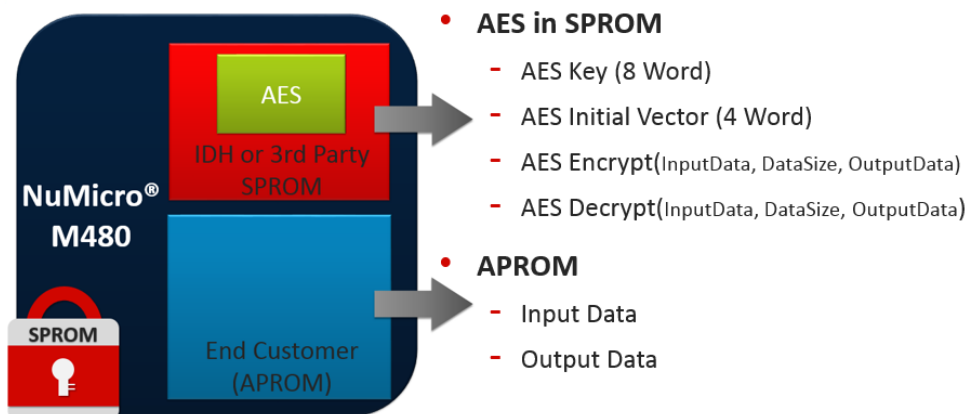 AES
IDH or 3rd Party
SPROM
NuMicro®
M480
SPROM
End Customer
(APROM)
• AES in SPROM
- AES Key (8 Word)
- AES Initial Vector (4 Word)
- AES Encrypt(InputData, DataSize, OutputData)
- AES Decrypt(InputData, DataSize, OutputData)
• APROM
- Input Data
- Output Data